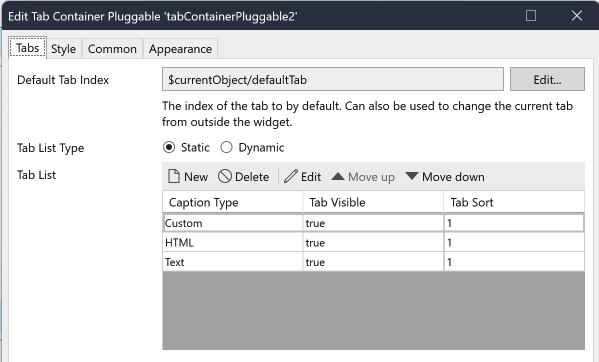 Edit Tab Container Pluggable 'tabContainerPluggable2'
Tabs Style Common Appearance
Default Tab Index $currentObject/defaultTab Edit...
The index of the tab to by default. Can also be used to change the current tab
from outside the widget.
Tab List Type Static Dynamic
Tab List New Delete Edit Move up Move down
Caption Type Tab Visible Tab Sort
Custom true 1
HTML true 1
Text true 1